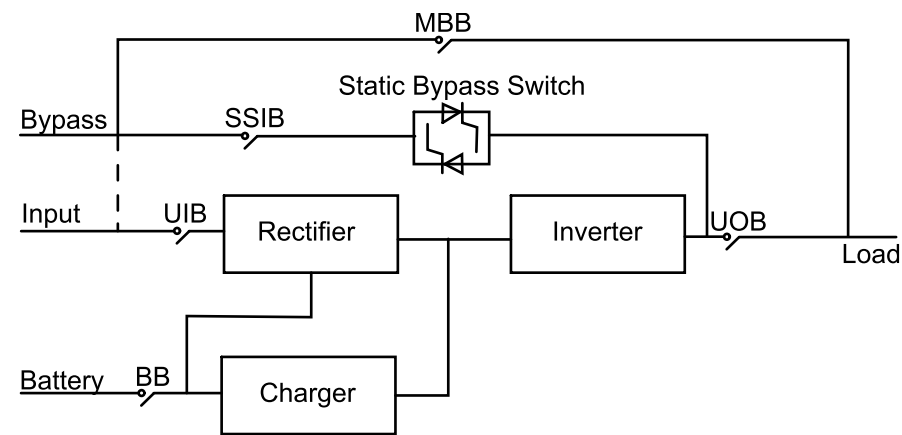 MBB
Static Bypass Switch
Bypass
SSIB
Input
UIB
Rectifier
Inverter
UOB
Load
Battery
BB
Charger